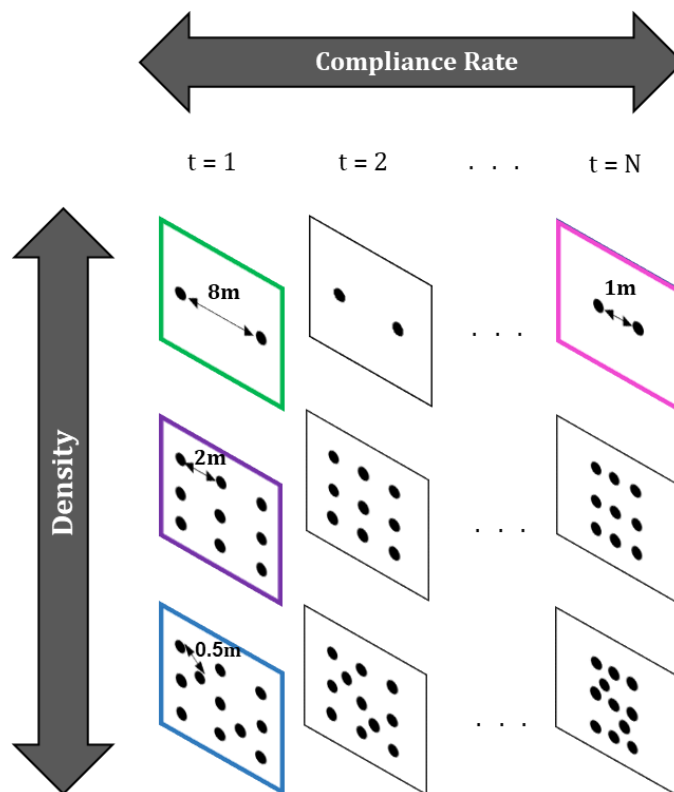 Compliance Rate
t = 1 t = 2 . . . t = N
8m 1m
. . .
Density
2m
. . .
0.5m
. . .